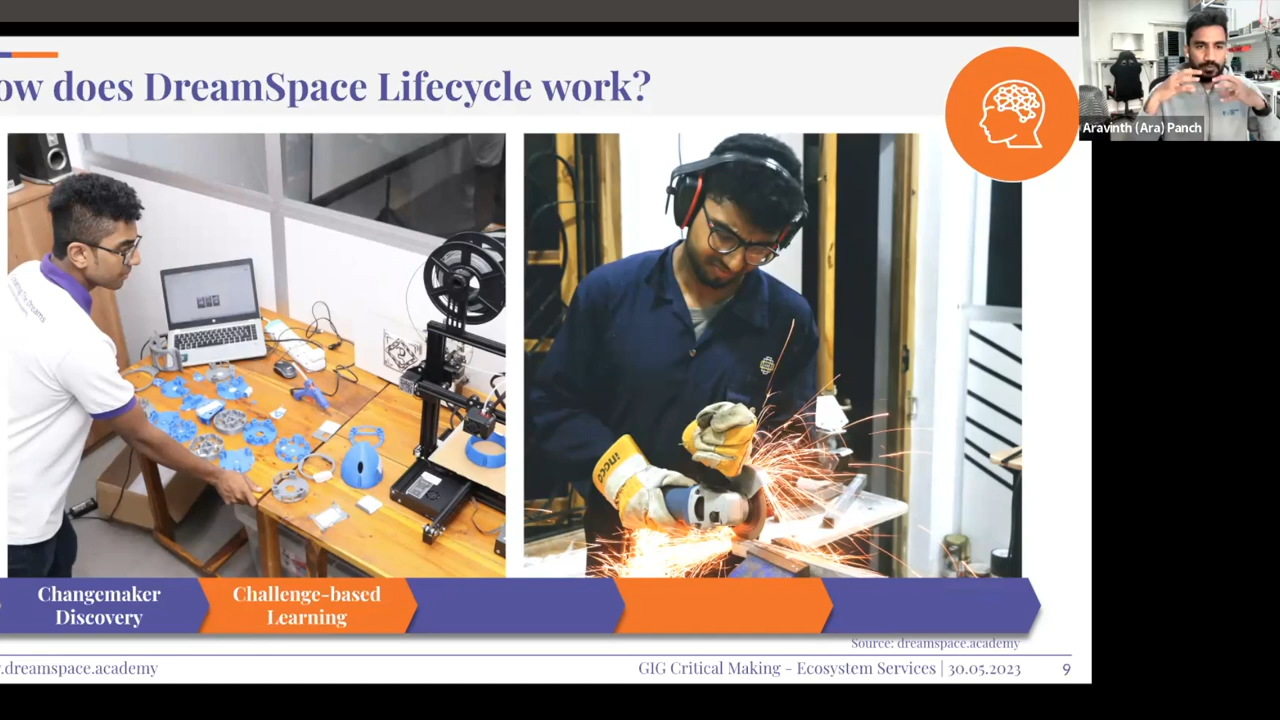 ow does DreamSpace Lifecycle work?
Aravinth (Ara) Panch
ingco
Changemaker
Discovery
Challenge-based
Learning
Source: dreamspace.academy
.dreamspace.academy
GIG Critical Making - Ecosystem Services | 30.05.2023
9